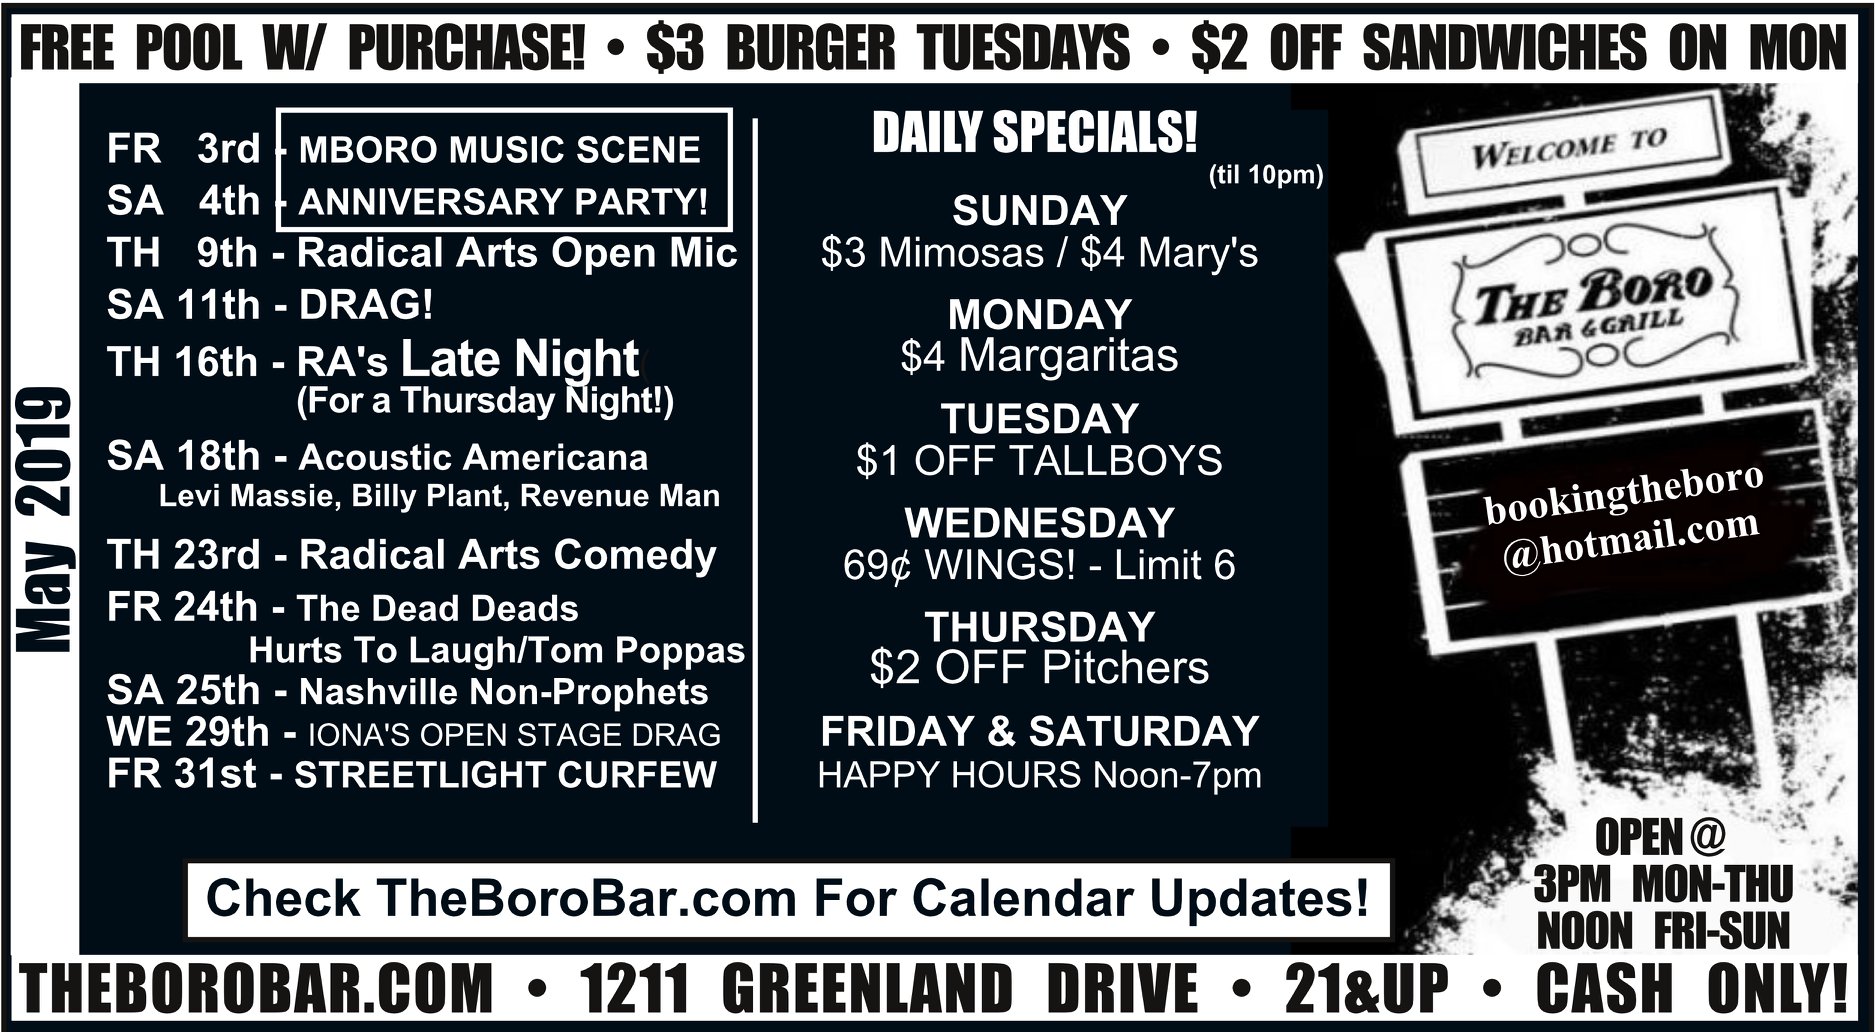 FREE POOL W/ PURCHASE! • $3 BURGER TUESDAYS • $2 OFF SANDWICHES ON MON
May 2019
FR 3rd - MBORO MUSIC SCENE
SA 4th - ANNIVERSARY PARTY!
TH 9th - Radical Arts Open Mic
SA 11th - DRAG!
TH 16th - RA's Late Night
(For a Thursday Night!)
SA 18th - Acoustic Americana
Levi Massie, Billy Plant, Revenue Man
TH 23rd - Radical Arts Comedy
FR 24th - The Dead Deads
Hurts To Laugh/Tom Poppas
SA 25th - Nashville Non-Prophets
WE 29th - IONA'S OPEN STAGE DRAG
FR 31st - STREETLIGHT CURFEW
DAILY SPECIALS!
(til 10pm)
SUNDAY
$3 Mimosas / $4 Mary's
MONDAY
$4 Margaritas
TUESDAY
$1 OFF TALLBOYS
WEDNESDAY
69¢ WINGS! - Limit 6
THURSDAY
$2 OFF Pitchers
FRIDAY & SATURDAY
HAPPY HOURS Noon-7pm
WELCOME TO
THE BORO
BAR & GRILL
bookingtheboro
@hotmail.com
OPEN @
3PM MON-THU
NOON FRI-SUN
Check TheBoroBar.com For Calendar Updates!
THEBOROBAR.COM • 1211 GREENLAND DRIVE • 21&UP • CASH ONLY!